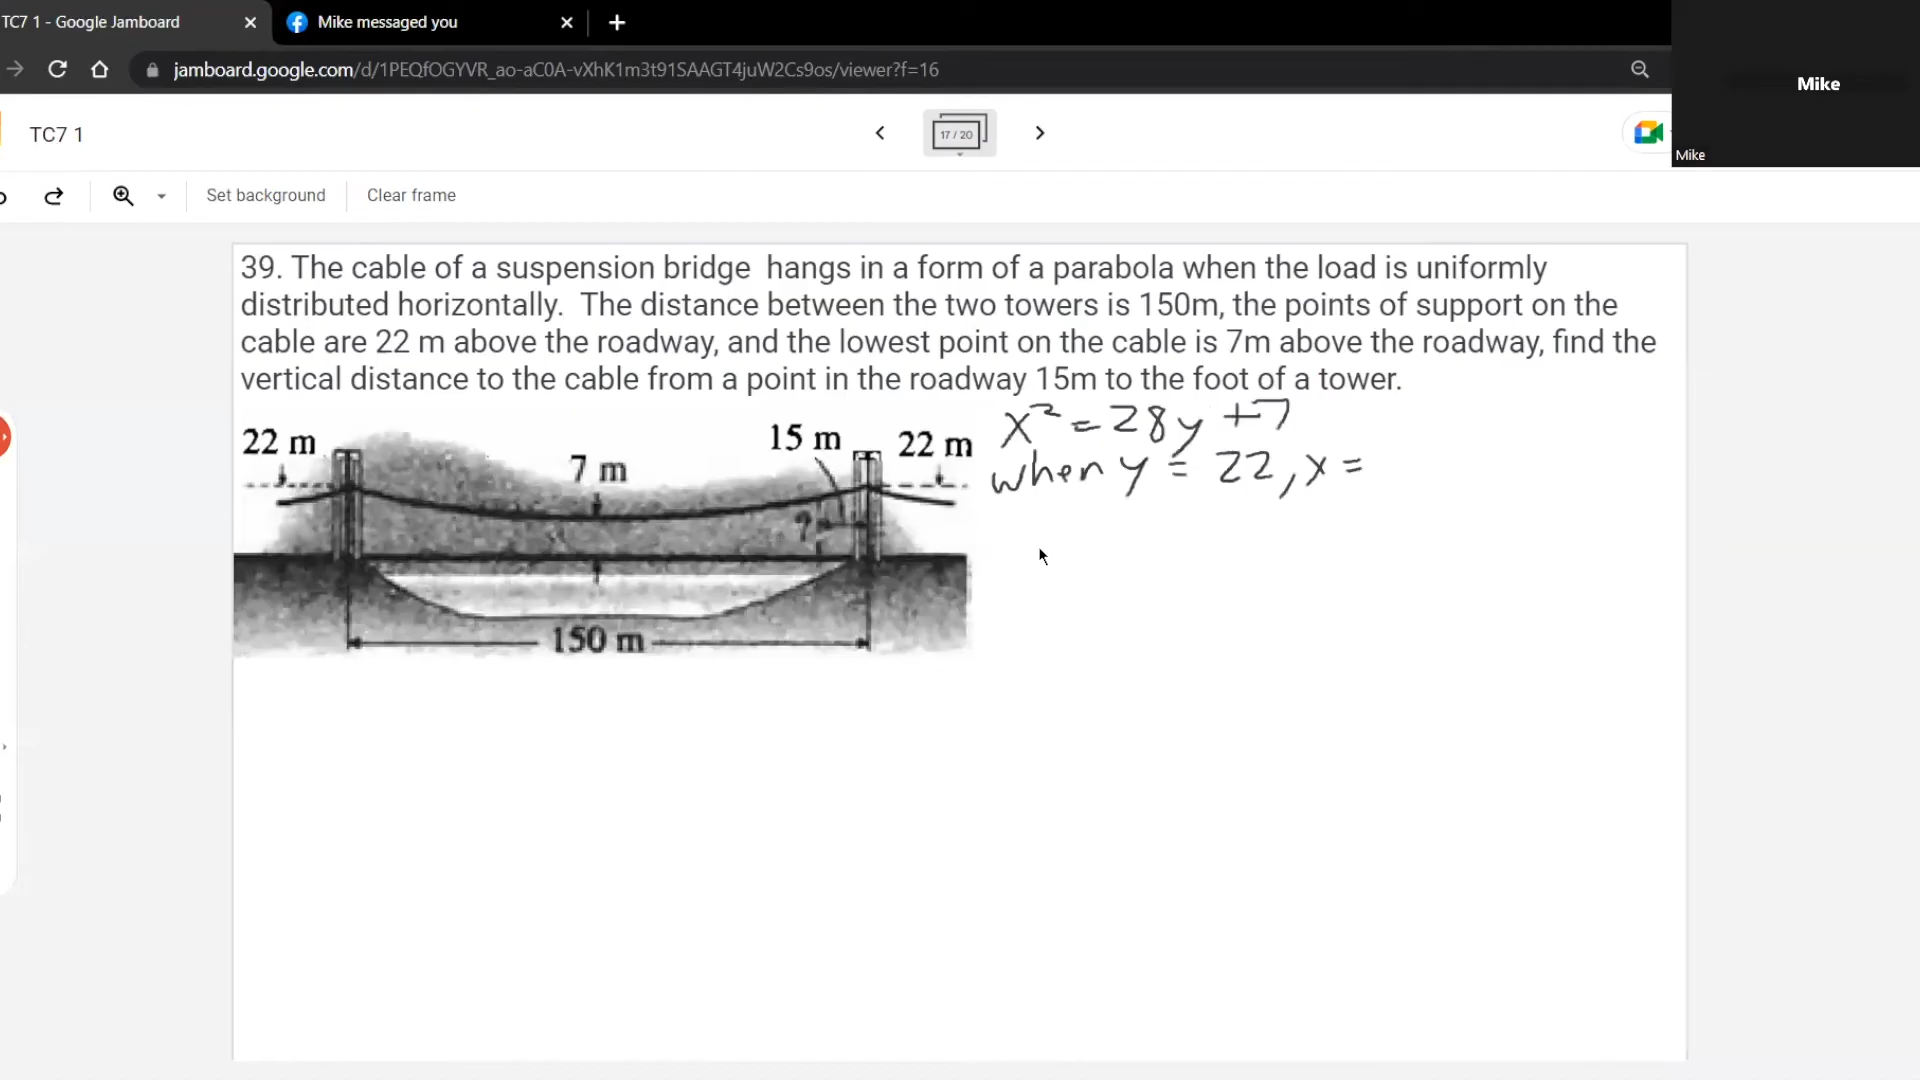 TC7 1 - Google Jamboard
Mike messaged you
jamboard.google.com/d/1PEQfOGYVR_ao-aC0A-vXhK1m3t91SAAGT4juW2Cs9os/viewer?f=16
Mike
Mike
TC7 1
17 / 20
Set background
Clear frame
39. The cable of a suspension bridge hangs in a form of a parabola when the load is uniformly
distributed horizontally. The distance between the two towers is 150m, the points of support on the
cable are 22 m above the roadway, and the lowest point on the cable is 7m above the roadway, find the
vertical distance to the cable from a point in the roadway 15m to the foot of a tower.
22 m
7 m
15 m
22 m
?
150 m
x² = 28y +7
when y = 22, x =